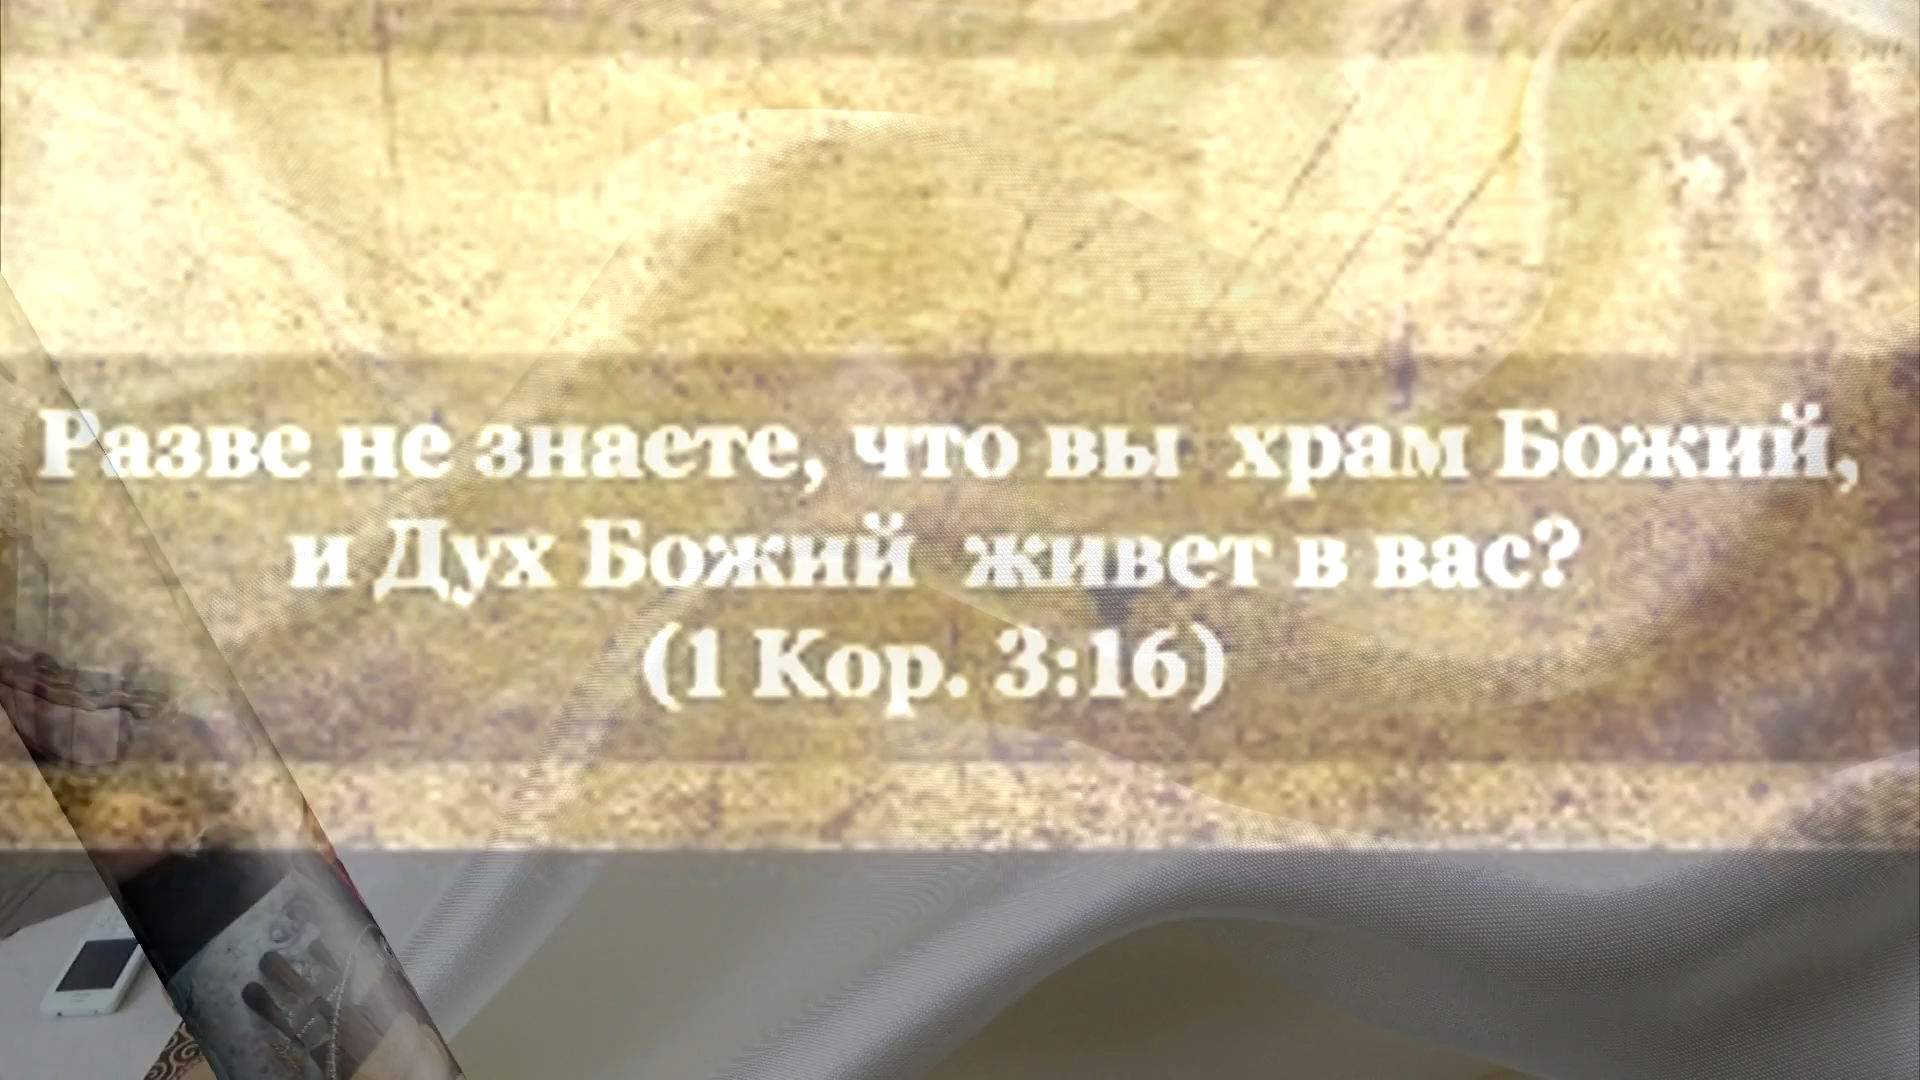 Разве не знаете, что вы храм Божий,
и Дух Божий живет в вас?
(1 Кор. 3:16)